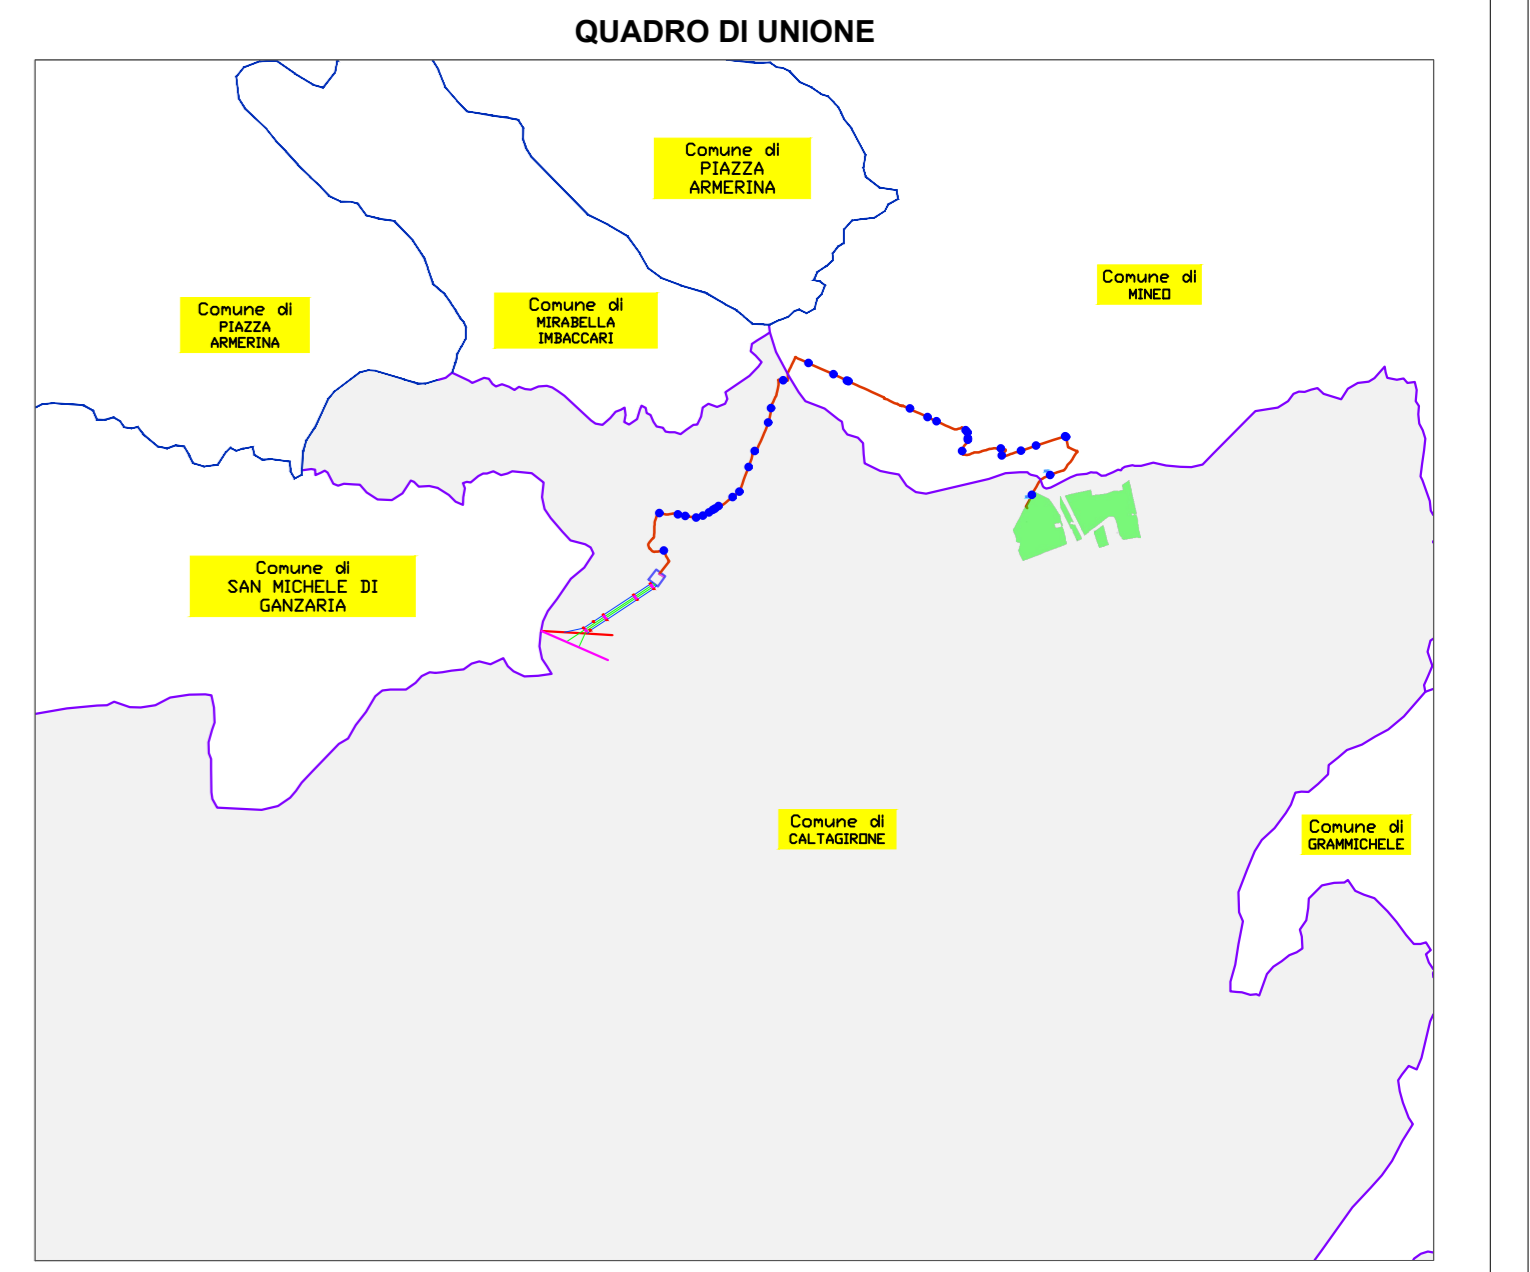 QUADRO DI UNIONE
Comune di
PIAZZA
ARMERINA
Comune di
MINEO
Comune di
MIRABELLA
IMBACCARI
Comune di
PIAZZA
ARMERINA
Comune di
SAN MICHELE DI
GANZARIA
Comune di
CALTAGIRONE
Comune di
GRAMMICHELE